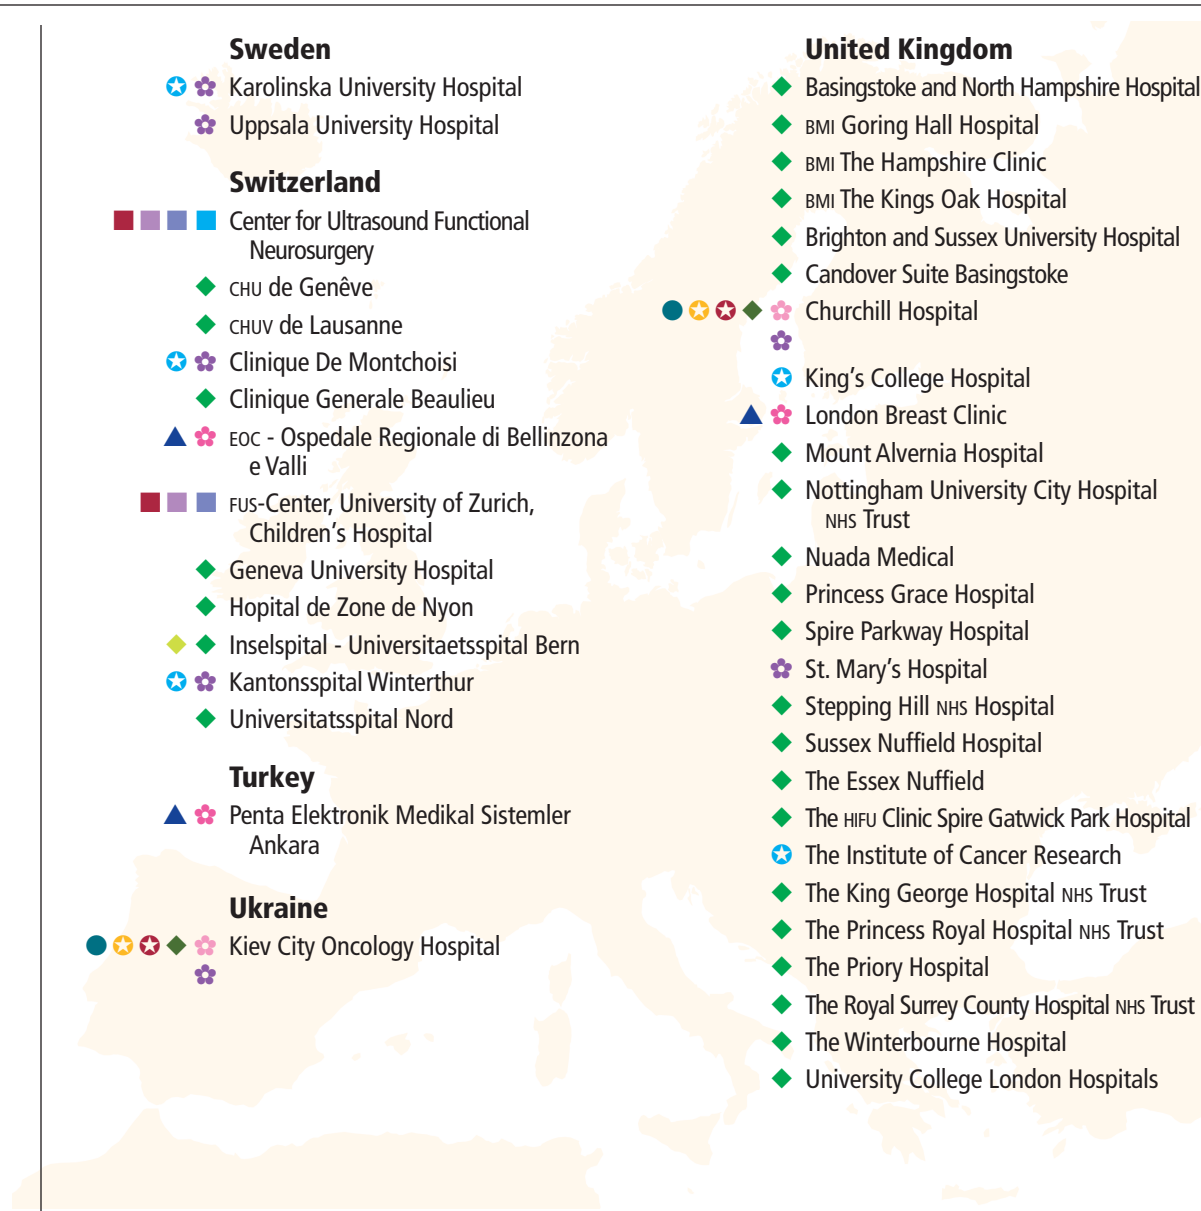 Sweden
Karolinska University Hospital
Uppsala University Hospital
Switzerland
Center for Ultrasound Functional
Neurosurgery
CHU de Genêve
CHUV de Lausanne
Clinique De Montchoisi
Clinique Generale Beaulieu
EOC - Ospedale Regionale di Bellinzona
e Valli
FUS-Center, University of Zurich,
Children's Hospital
Geneva University Hospital
Hopital de Zone de Nyon
Inselspital - Universitaetsspital Bern
Kantonsspital Winterthur
Universitatsspital Nord
Turkey
Penta Elektronik Medikal Sistemler
Ankara
Ukraine
Kiev City Oncology Hospital
United Kingdom
Basingstoke and North Hampshire Hospital
BMI Goring Hall Hospital
BMI The Hampshire Clinic
BMI The Kings Oak Hospital
Brighton and Sussex University Hospital
Candover Suite Basingstoke
Churchill Hospital
King's College Hospital
London Breast Clinic
Mount Alvernia Hospital
Nottingham University City Hospital
NHS Trust
Nuada Medical
Princess Grace Hospital
Spire Parkway Hospital
St. Mary's Hospital
Stepping Hill NHS Hospital
Sussex Nuffield Hospital
The Essex Nuffield
The HIFU Clinic Spire Gatwick Park Hospital
The Institute of Cancer Research
The King George Hospital NHS Trust
The Princess Royal Hospital NHS Trust
The Priory Hospital
The Royal Surrey County Hospital NHS Trust
The Winterbourne Hospital
University College London Hospitals